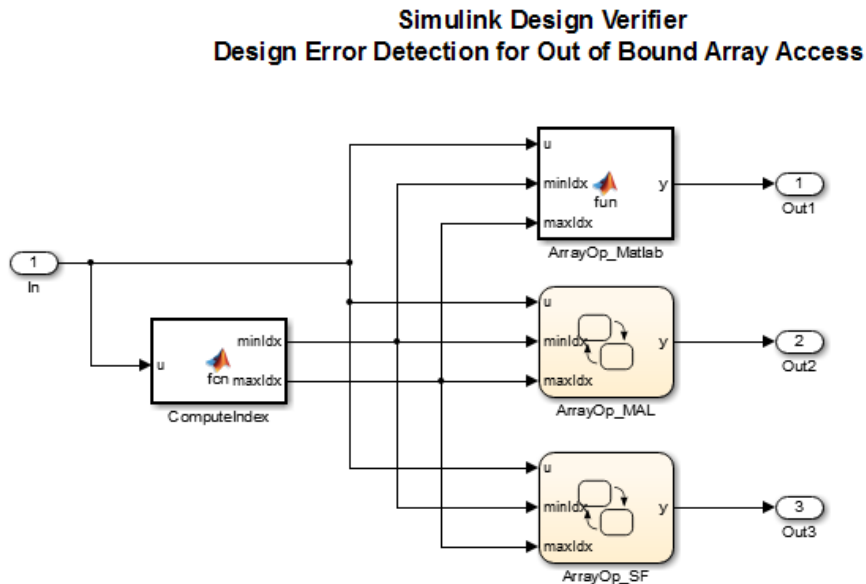 Simulink Design Verifier
Design Error Detection for Out of Bound Array Access
u
minIdx
maxIdx
fun
y
ArrayOp_Matlab
1
Out1
1
In
u
fcn
minIdx
maxIdx
ComputeIndex
u
minIdx
maxIdx
y
ArrayOp_MAL
2
Out2
u
minIdx
maxIdx
y
ArrayOp_SF
3
Out3